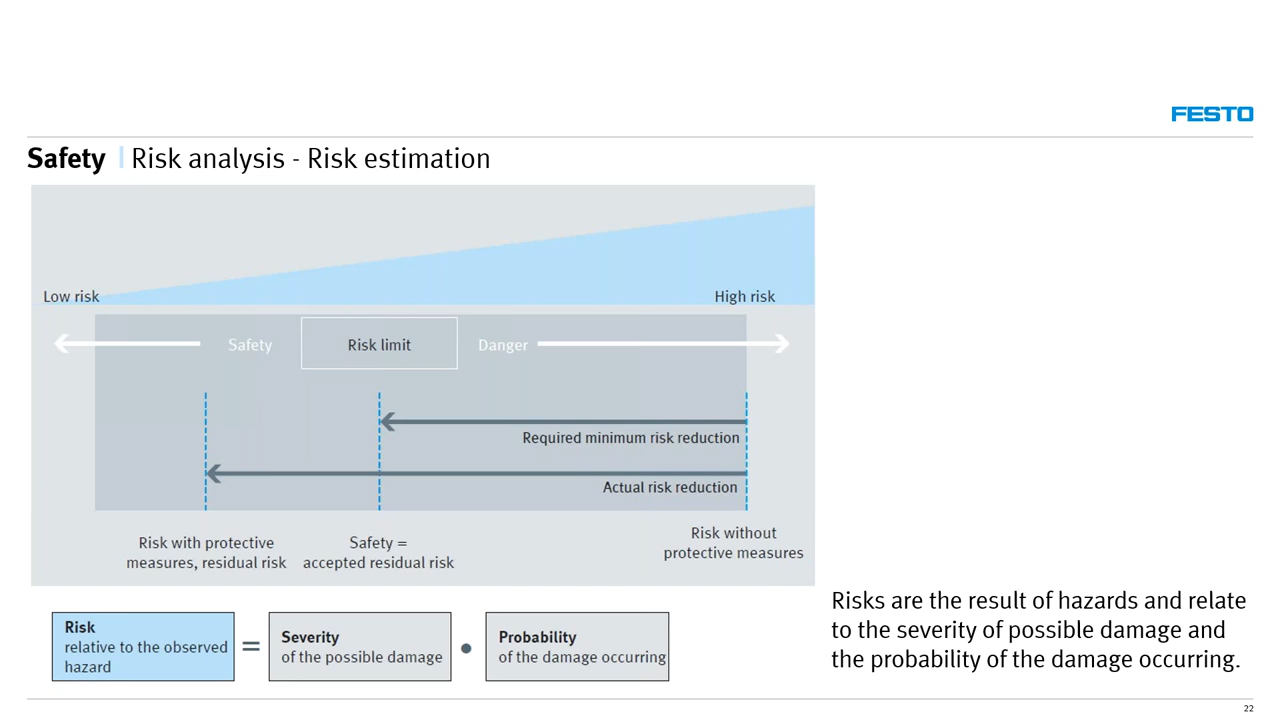 FESTO
Safety | Risk analysis - Risk estimation
Low risk
High risk
Safety
Risk limit
Danger
Required minimum risk reduction
Actual risk reduction
Risk with protective
measures, residual risk
Safety =
accepted residual risk
Risk without
protective measures
Risk
relative to the observed
hazard
=
Severity
of the possible damage
•
Probability
of the damage occurring
Risks are the result of hazards and relate
to the severity of possible damage and
the probability of the damage occurring.
22